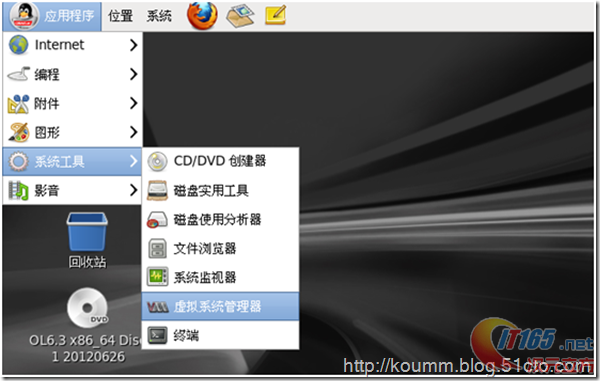 应用程序 位置 系统
Internet
编程
附件
图形
系统工具
影音
CD/DVD 创建器
磁盘实用工具
磁盘使用分析器
文件浏览器
系统监视器
虚拟系统管理器
终端
回收站
DVD
OL6.3 x86_64 Disc
1 20120626
IT165.net
http://koumm.blog.51cto.com